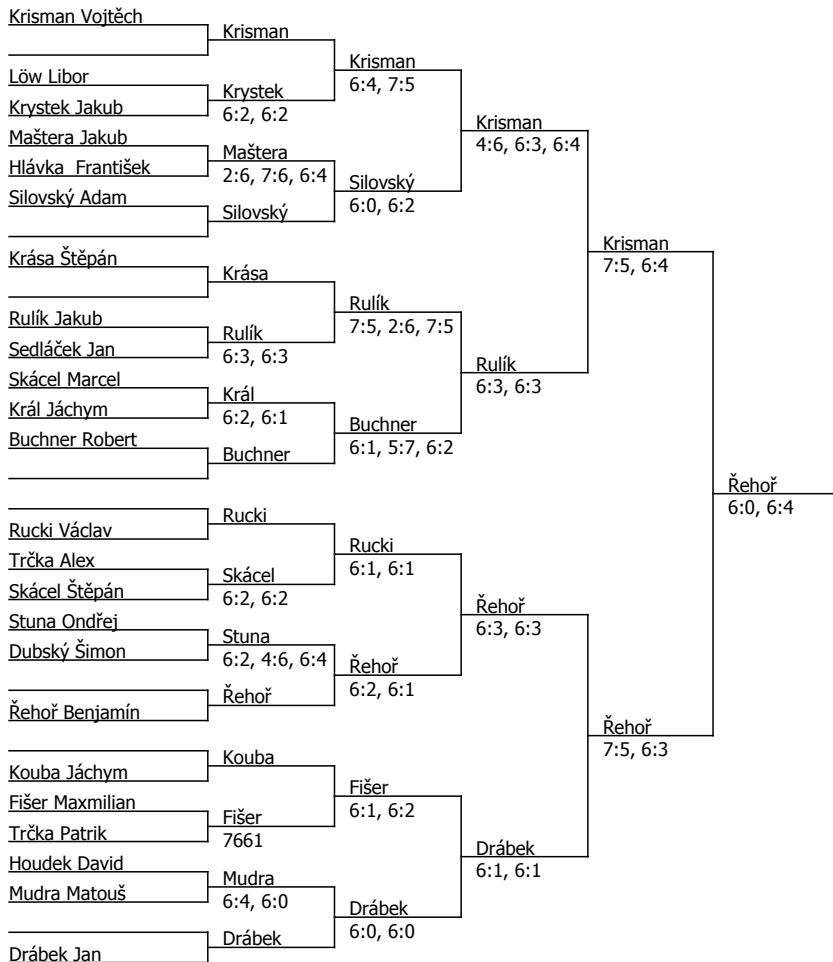 Krisman Vojtěch
Krisman
Krisman
6:4, 7:5
Löw Libor
Krystek
6:2, 6:2
Krystek Jakub
Krisman
4:6, 6:3, 6:4
Maštera Jakub
Maštera
2:6, 7:6, 6:4
Hlávka  František
Silovský
6:0, 6:2
Silovský Adam
Silovský
Krisman
7:5, 6:4
Krása Štěpán
Krása
Rulík
7:5, 2:6, 7:5
Rulík Jakub
Rulík
6:3, 6:3
Sedláček Jan
Rulík
6:3, 6:3
Skácel Marcel
Král
6:2, 6:1
Král Jáchym
Buchner
6:1, 5:7, 6:2
Buchner Robert
Buchner
Řehoř
6:0, 6:4
Rucki
Rucki Václav
Rucki
6:1, 6:1
Trčka Alex
Skácel
6:2, 6:2
Skácel Štěpán
Řehoř
6:3, 6:3
Stuna Ondřej
Stuna
6:2, 4:6, 6:4
Dubský Šimon
Řehoř
6:2, 6:1
Řehoř
Řehoř Benjamín
Řehoř
7:5, 6:3
Kouba
Kouba Jáchym
Fišer
6:1, 6:2
Fišer Maxmilian
Fišer
7661
Trčka Patrik
Drábek
6:1, 6:1
Houdek David
Mudra
6:4, 6:0
Mudra Matouš
Drábek
6:0, 6:0
Drábek
Drábek Jan